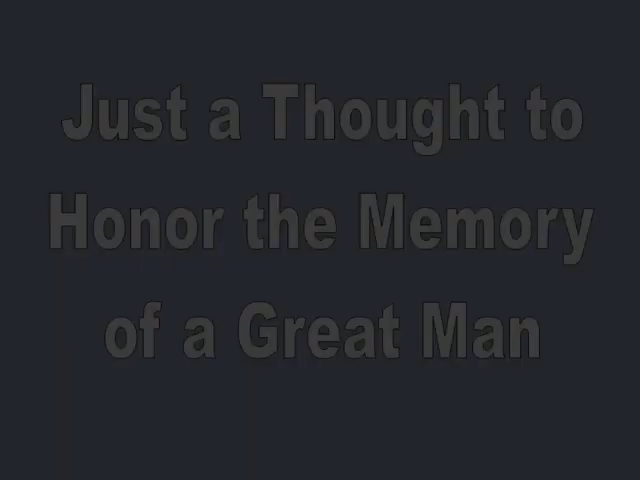 Just a Thought to
Honor the Memory
of a Great Man